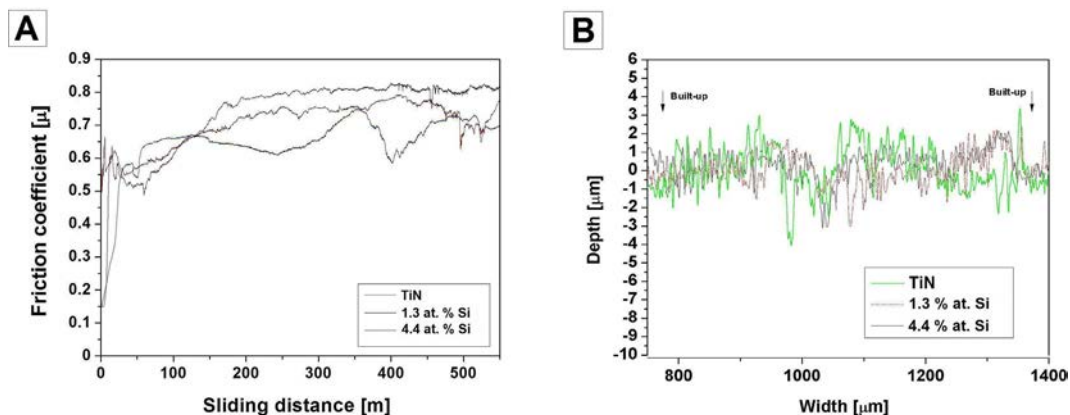 A
Friction coefficient [μ]
0.9
0.8
0.7
0.6
0.5
0.4
0.3
0.2
0.1
0
0
100
200
300
400
500
Sliding distance [m]
TiN
1.3 at. % Si
4.4 at. % Si
B
Depth [μm]
6
5
4
3
2
1
0
-1
-2
-3
-4
-5
-6
-7
-8
-9
-10
Built-up
Built-up
800
1000
1200
1400
Width [μm]
TiN
1.3 % at. Si
4.4 % at. Si